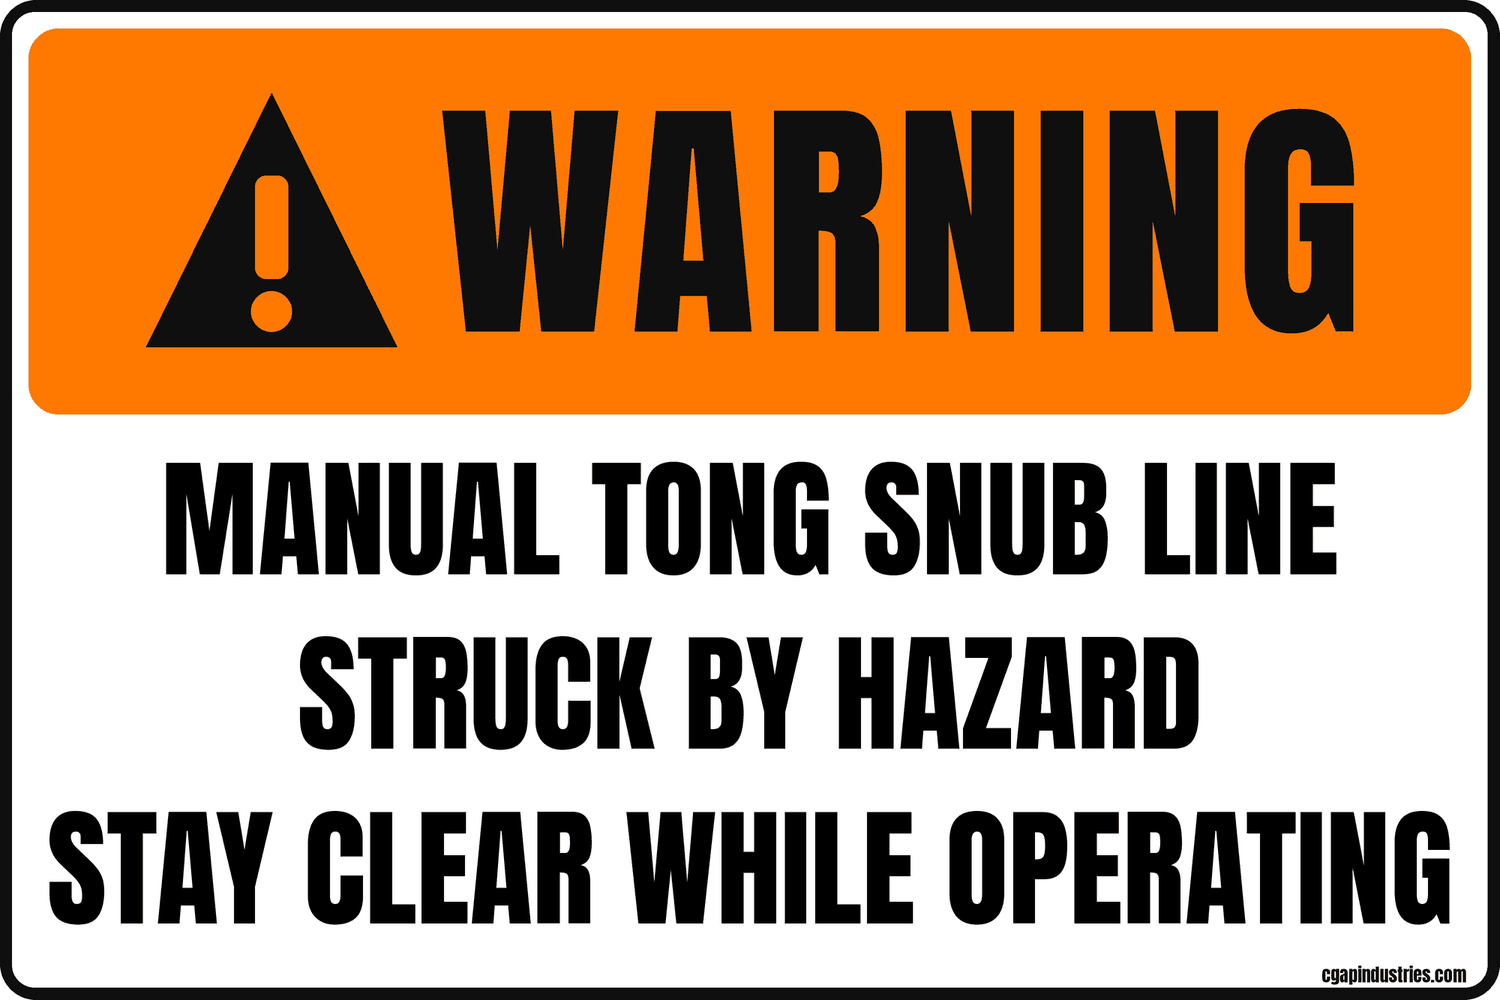 WARNING
MANUAL TONG SNUB LINE
STRUCK BY HAZARD
STAY CLEAR WHILE OPERATING
cgapindustries.com